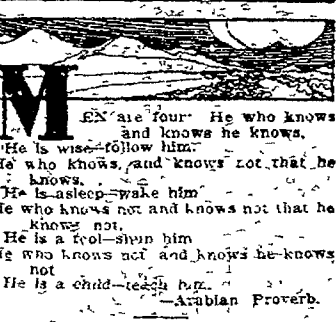 MEN are four: He who knows
and knows he knows,
He is wise—follow him.
He who knows, and knows not that he
knows,
He is asleep—wake him
He who knows not and knows not that he
knows not,
He is a fool—shun him
He who knows not and knows he knows
not
He is a child—teach him.
—Arabian Proverb.